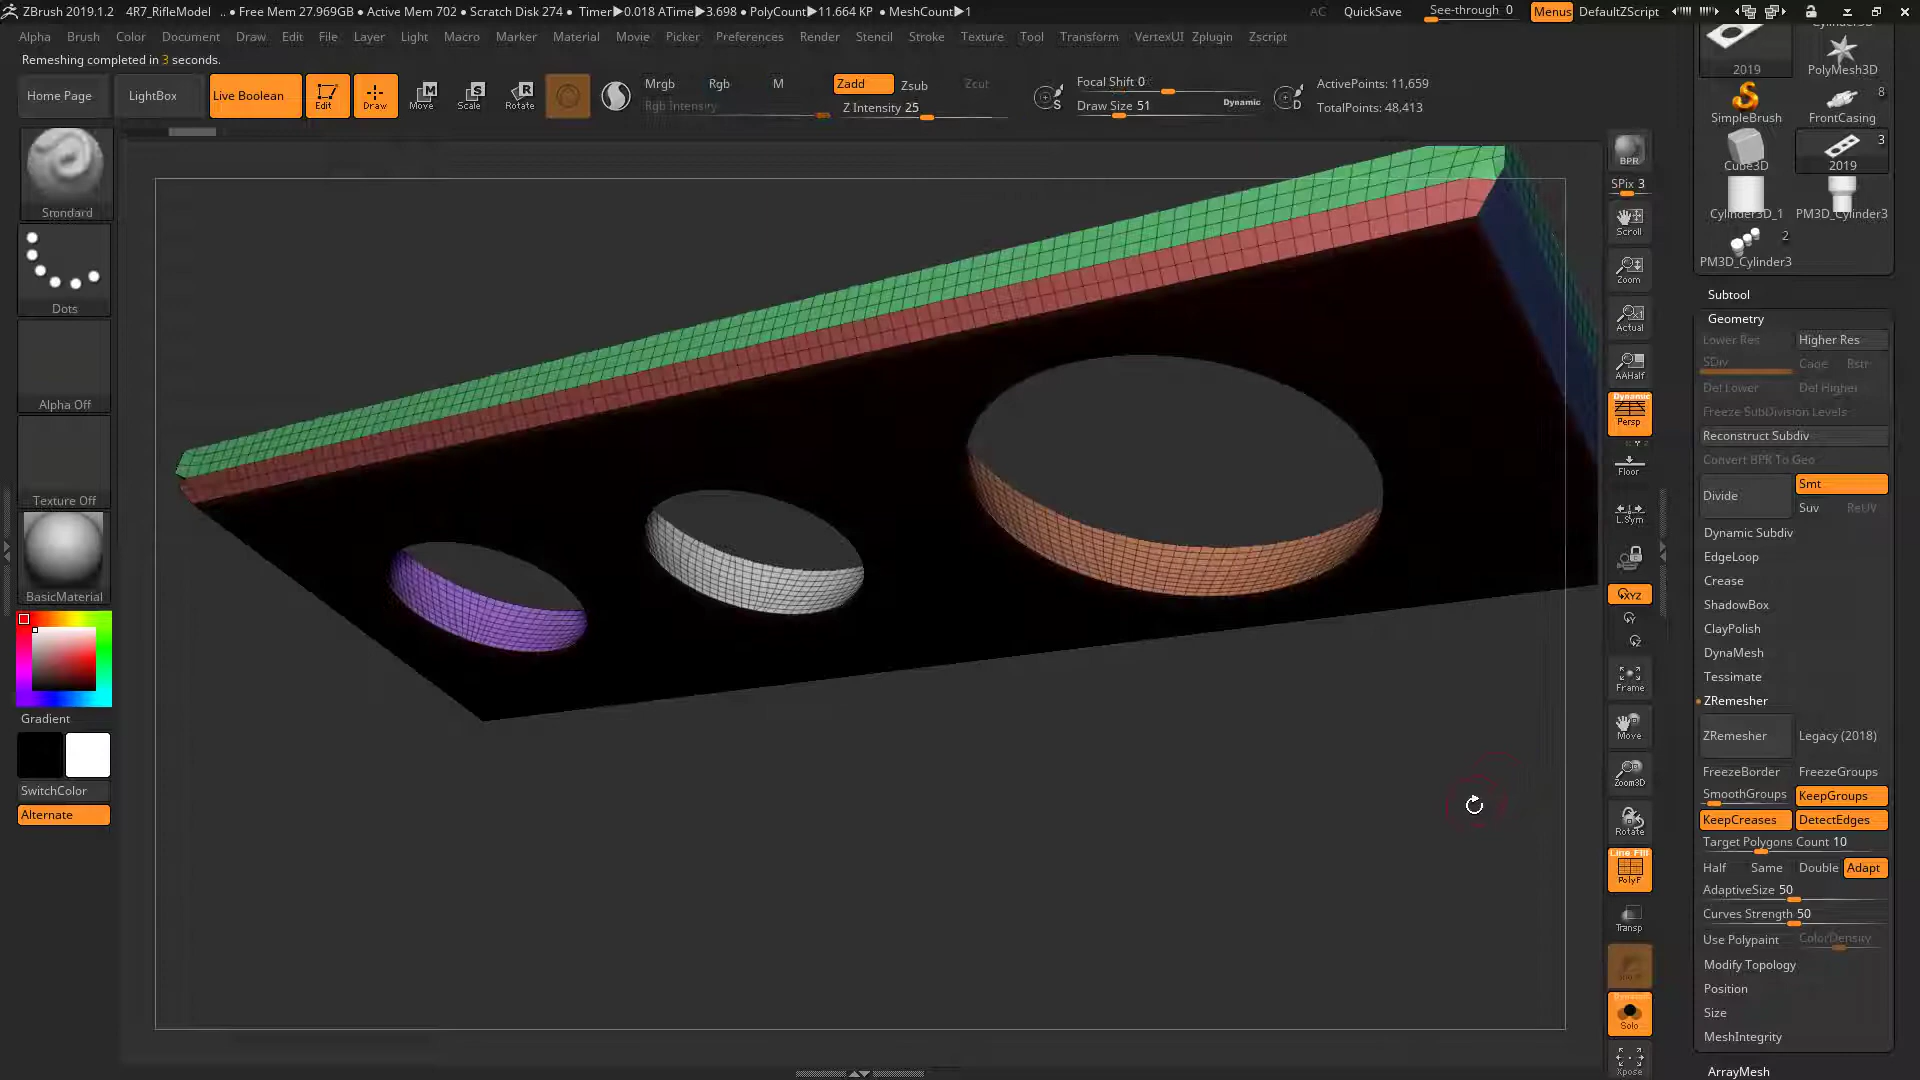 ZBrush 2019.1.2 4R7_RifleModel .. • Free Mem 27.969GB • Active Mem 702 • Scratch Disk 274 • Timer▶0.018 ATime▶3.698 • PolyCount▶11.664 KP • MeshCount▶1 AC QuickSave See-through 0 Menus DefaultZScript
Alpha Brush Color Document Draw Edit File Layer Light Macro Marker Material Movie Picker Preferences Render Stencil Stroke Texture Tool Transform VertexUI Zplugin Zscript
Remeshing completed in 3 seconds.
Home Page LightBox Live Boolean Edit Draw Move Scale Rotate
Mrgb Rgb M
Rgb Intensity
Zadd Zsub Zcut
Z Intensity 25
Focal Shift 0
Draw Size 51 Dynamic
ActivePoints: 11,659
TotalPoints: 48,413
Standard
Dots
Alpha Off
Texture Off
BasicMaterial
Gradient
SwitchColor
Alternate
BPR
SPix 3
Scroll
Zoom
Actual
AAHalf
Dynamic
Persp
Floor
L.Sym
XYZ
Frame
Move
Zoom3D
Rotate
Line Fill
PolyF
Transp
Dynamic
Solo
Xpose
2019 PolyMesh3D
8
SimpleBrush FrontCasing
3
Cube3D 2019
Cylinder3D_1 PM3D_Cylinder3
2
PM3D_Cylinder3
Subtool
Geometry
Lower Res Higher Res
SDiv Cage Rstr
Del Lower Del Higher
Freeze SubDivision Levels
Reconstruct Subdiv
Convert BPR To Geo
Divide Smt
Suv ReUV
Dynamic Subdiv
EdgeLoop
Crease
ShadowBox
ClayPolish
DynaMesh
Tessimate
ZRemesher
ZRemesher Legacy (2018)
FreezeBorder FreezeGroups
SmoothGroups KeepGroups
KeepCreases DetectEdges
Target Polygons Count 10
Half Same Double Adapt
AdaptiveSize 50
Curves Strength 50
Use Polypaint ColorDensity
Modify Topology
Position
Size
MeshIntegrity
ArrayMesh